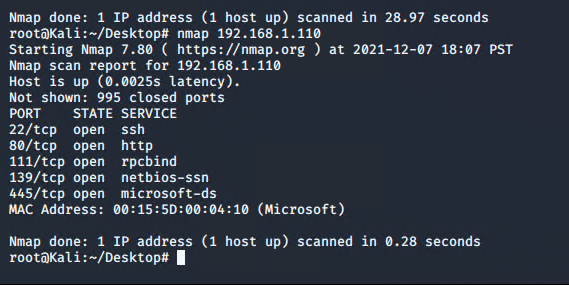 Nmap done: 1 IP address (1 host up) scanned in 28.97 seconds
root@Kali:~/Desktop# nmap 192.168.1.110
Starting Nmap 7.80 ( https://nmap.org ) at 2021-12-07 18:07 PST
Nmap scan report for 192.168.1.110
Host is up (0.0025s latency).
Not shown: 995 closed ports
PORT    STATE SERVICE
22/tcp  open  ssh
80/tcp  open  http
111/tcp open  rpcbind
139/tcp open  netbios-ssn
445/tcp open  microsoft-ds
MAC Address: 00:15:5D:00:04:10 (Microsoft)

Nmap done: 1 IP address (1 host up) scanned in 0.28 seconds
root@Kali:~/Desktop#